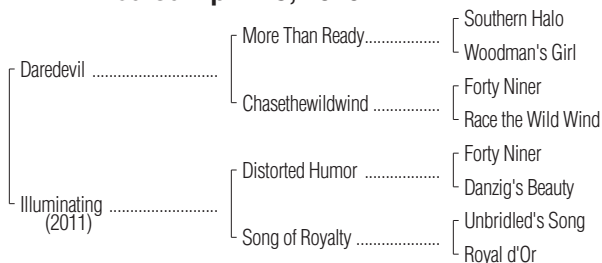 Southern Halo
More Than Ready
Woodman's Girl
Daredevil
Forty Niner
Chasethewildwind
Race the Wild Wind
Forty Niner
Distorted Humor
Danzig's Beauty
Illuminating
(2011)
Unbridled's Song
Song of Royalty
Royal d'Or